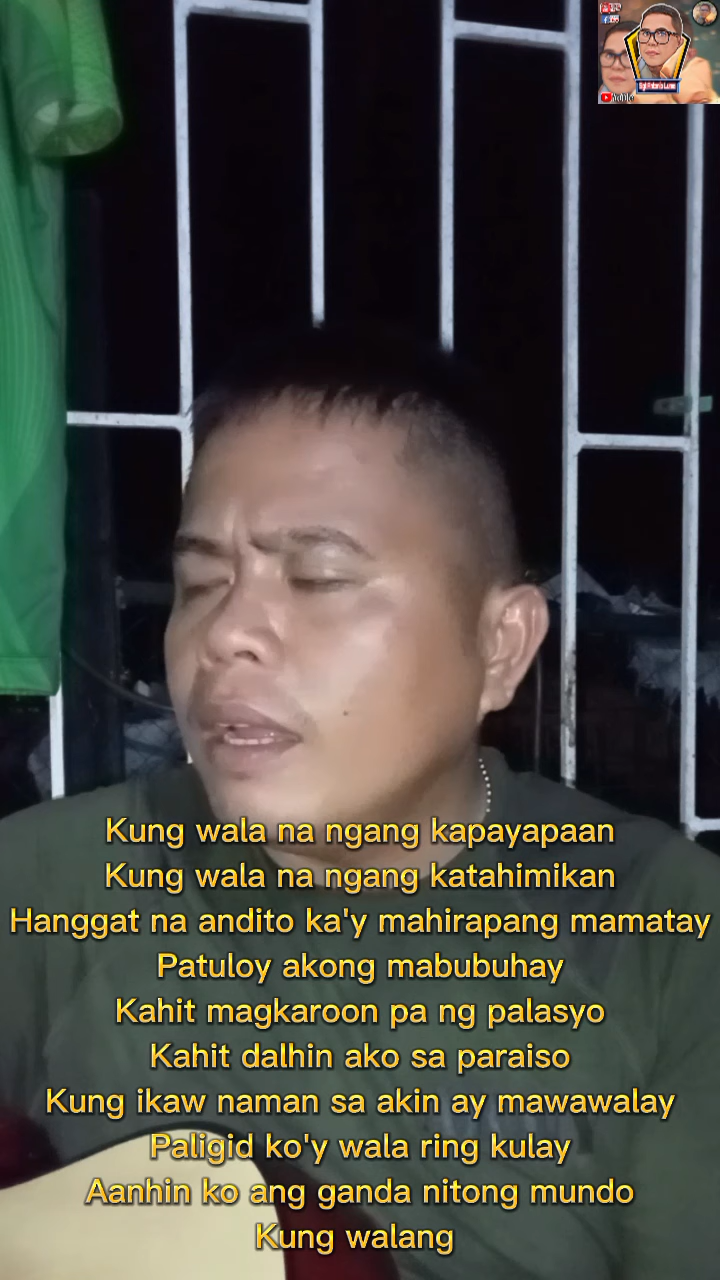 Kung wala na ngang kapayapaan
Kung wala na ngang katahimikan
Hanggat na andito ka'y mahirapang mamatay
Patuloy akong mabubuhay
Kahit magkaroon pa ng palasyo
Kahit dalhin ako sa paraiso
Kung ikaw naman sa akin ay mawawalay
Paligid ko'y wala ring kulay
Aanhin ko ang ganda nitong mundo
Kung walang